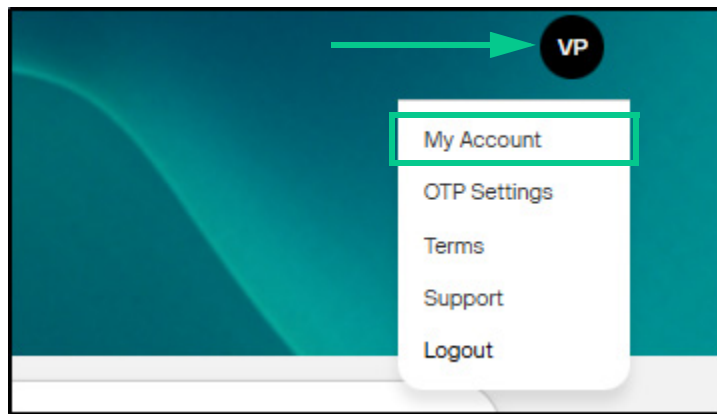 VP
My Account
OTP Settings
Terms
Support
Logout